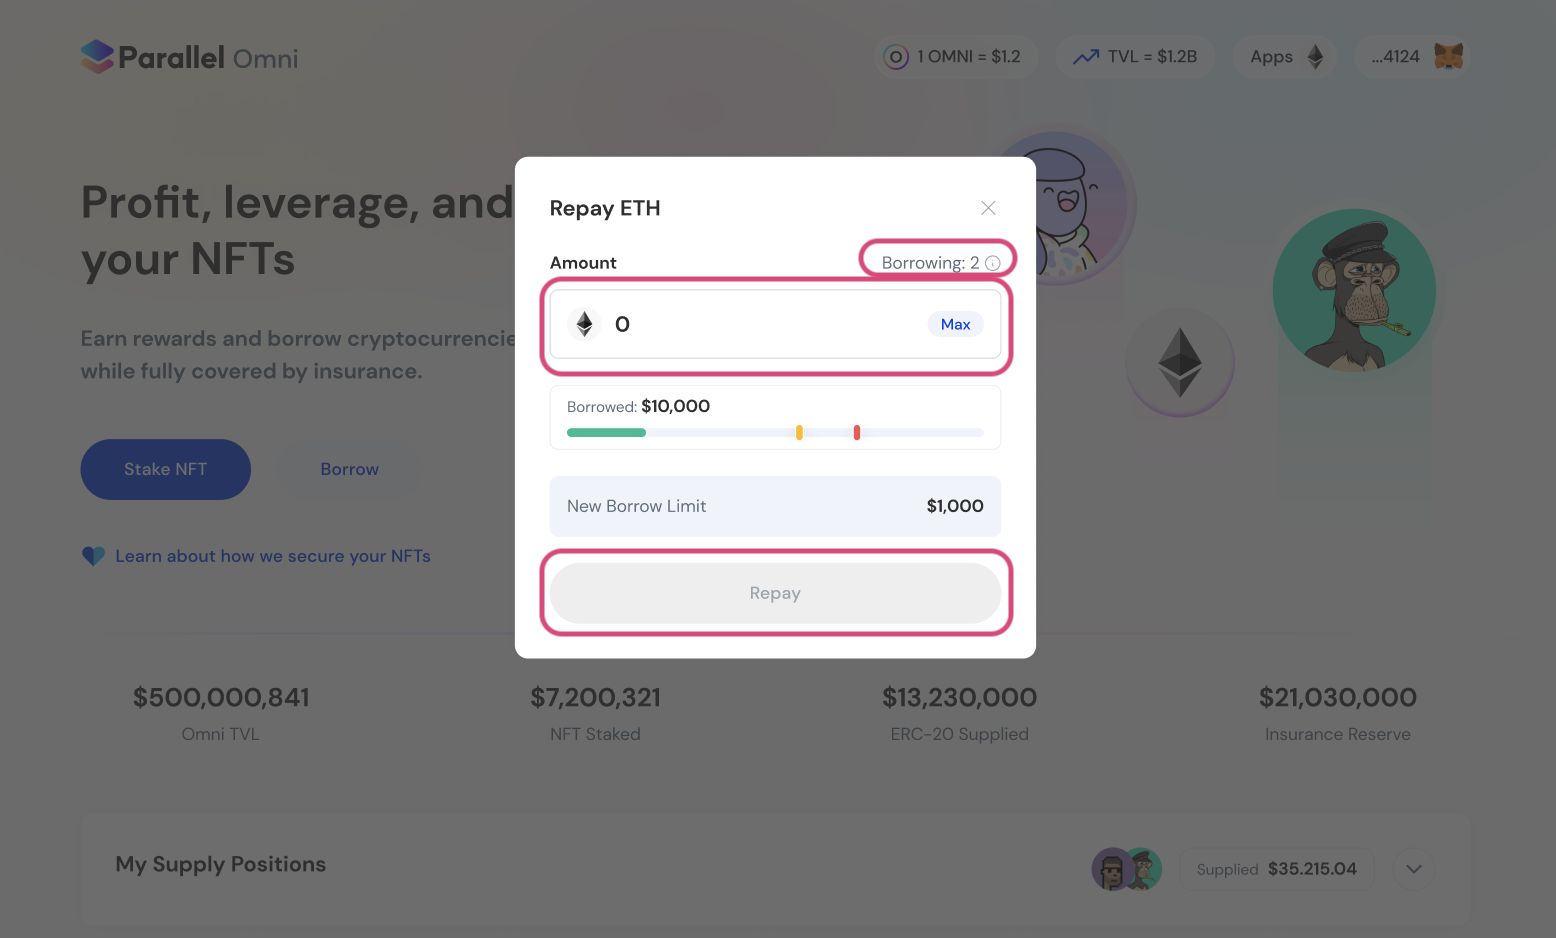 Parallel Omni
1 OMNI = $1.2
TVL = $1.2B
Apps
...4124
Profit, leverage, and
your NFTs
Earn rewards and borrow cryptocurrencie
while fully covered by insurance.
Stake NFT
Borrow
Learn about how we secure your NFTs
Repay ETH
Amount
Borrowing: 2
0
Max
Borrowed: $10,000
New Borrow Limit
$1,000
Repay
$500,000,841
Omni TVL
$7,200,321
NFT Staked
$13,230,000
ERC-20 Supplied
$21,030,000
Insurance Reserve
My Supply Positions
Supplied $35.215.04